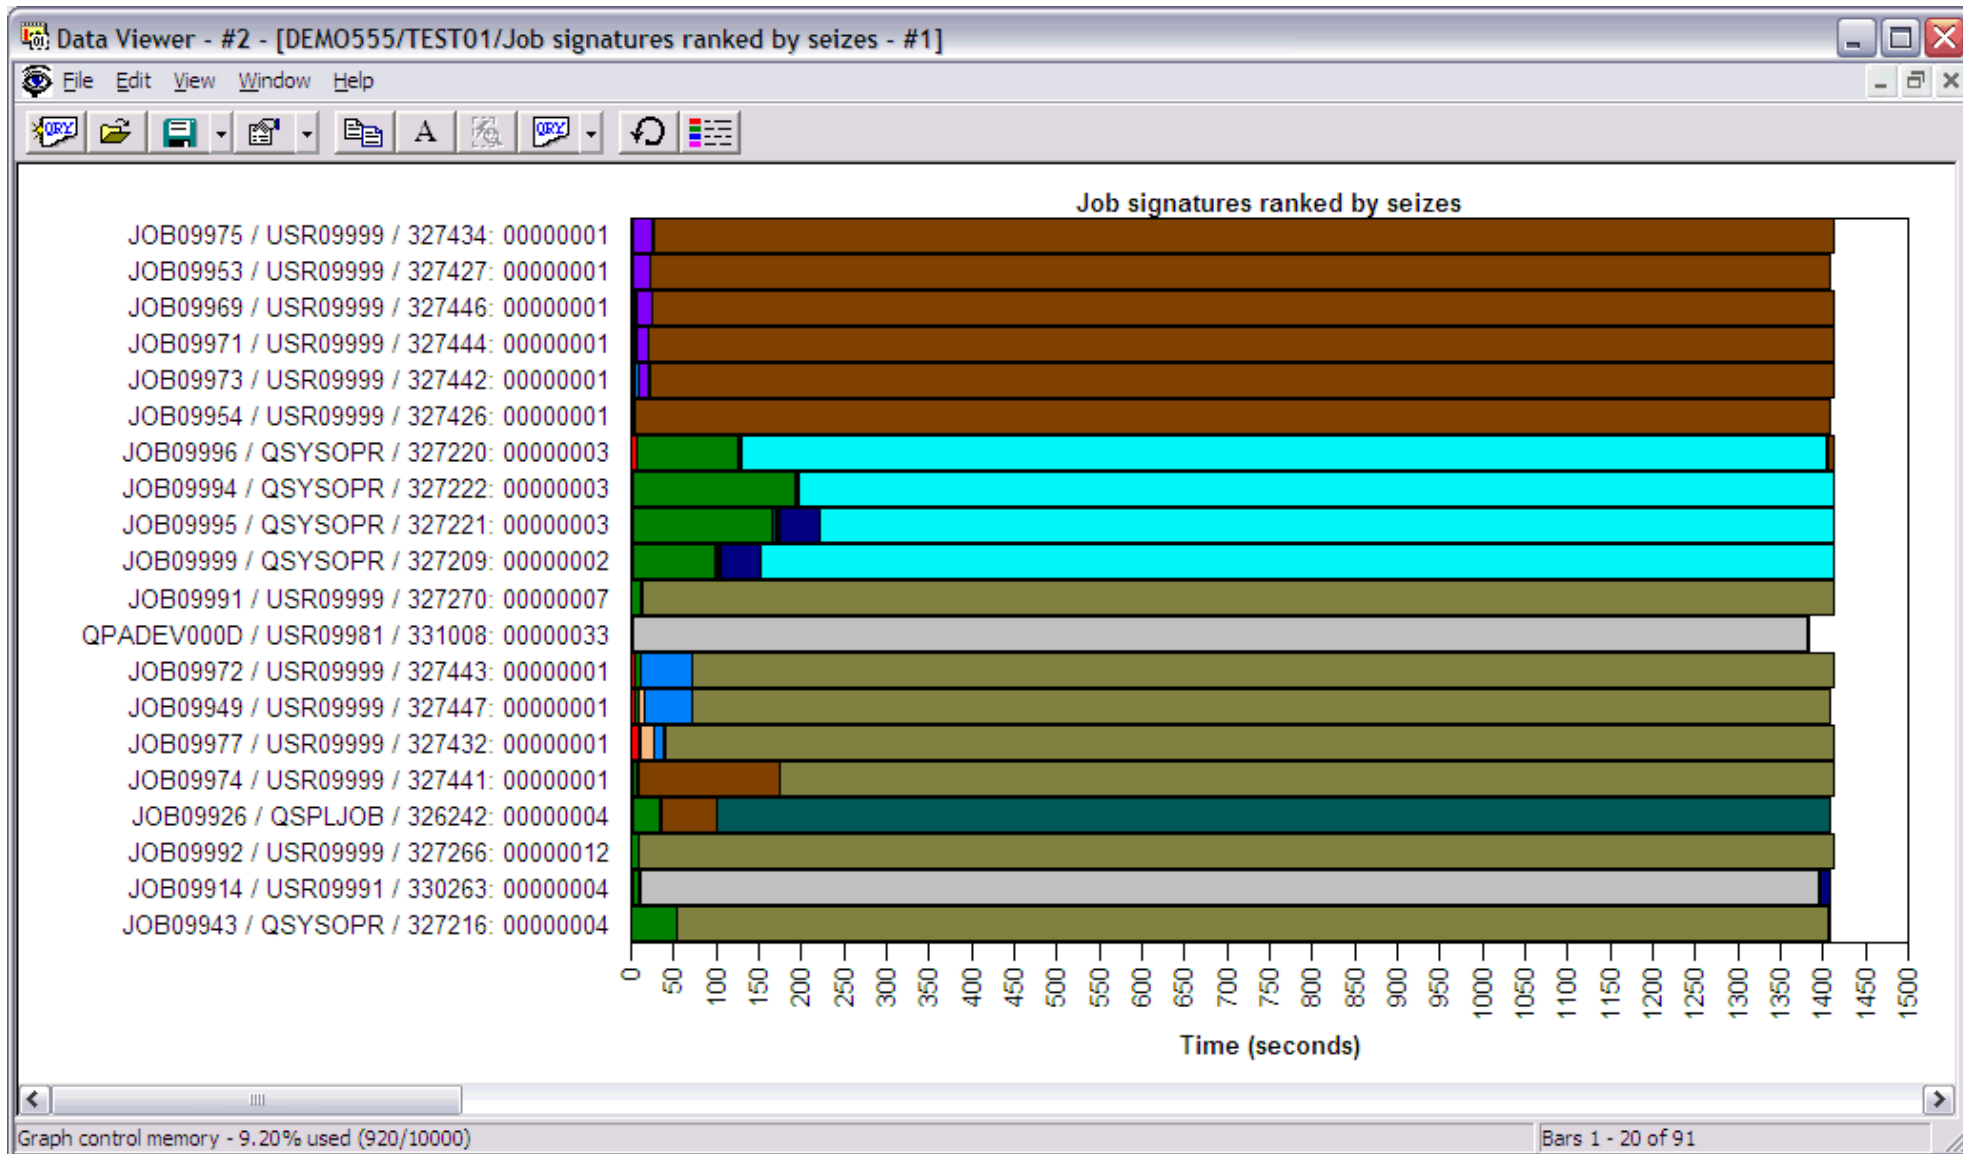 Data Viewer - #2 - [DEMO555/TEST01/Job signatures ranked by seizes - #1]
File Edit View Window Help
QRY A QRY
Job signatures ranked by seizes
JOB09975 / USR09999 / 327434: 00000001
JOB09953 / USR09999 / 327427: 00000001
JOB09969 / USR09999 / 327446: 00000001
JOB09971 / USR09999 / 327444: 00000001
JOB09973 / USR09999 / 327442: 00000001
JOB09954 / USR09999 / 327426: 00000001
JOB09996 / QSYSOPR / 327220: 00000003
JOB09994 / QSYSOPR / 327222: 00000003
JOB09995 / QSYSOPR / 327221: 00000003
JOB09999 / QSYSOPR / 327209: 00000002
JOB09991 / USR09999 / 327270: 00000007
QPADEV000D / USR09981 / 331008: 00000033
JOB09972 / USR09999 / 327443: 00000001
JOB09949 / USR09999 / 327447: 00000001
JOB09977 / USR09999 / 327432: 00000001
JOB09974 / USR09999 / 327441: 00000001
JOB09926 / QSPLJOB / 326242: 00000004
JOB09992 / USR09999 / 327266: 00000012
JOB09914 / USR09991 / 330263: 00000004
JOB09943 / QSYSOPR / 327216: 00000004
0 50 100 150 200 250 300 350 400 450 500 550 600 650 700 750 800 850 900 950 1000 1050 1100 1150 1200 1250 1300 1350 1400 1450 1500
Time (seconds)
Graph control memory - 9.20% used (920/10000)
Bars 1 - 20 of 91